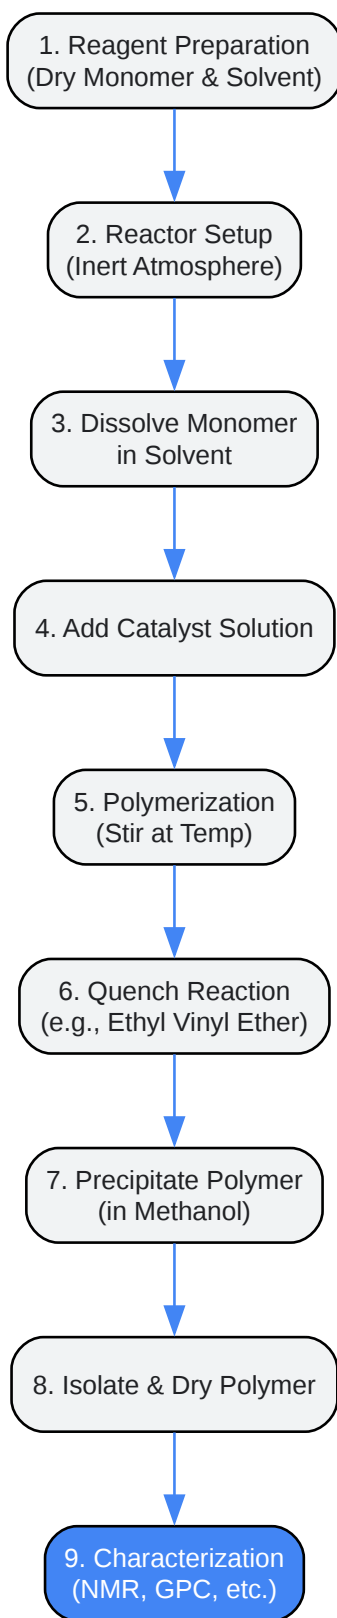 1. Reagent Preparation
(Dry Monomer & Solvent)
2. Reactor Setup
(Inert Atmosphere)
3. Dissolve Monomer
in Solvent
4. Add Catalyst Solution
5. Polymerization
(Stir at Temp)
6. Quench Reaction
(e.g., Ethyl Vinyl Ether)
7. Precipitate Polymer
(in Methanol)
8. Isolate & Dry Polymer
9. Characterization
(NMR, GPC, etc.)